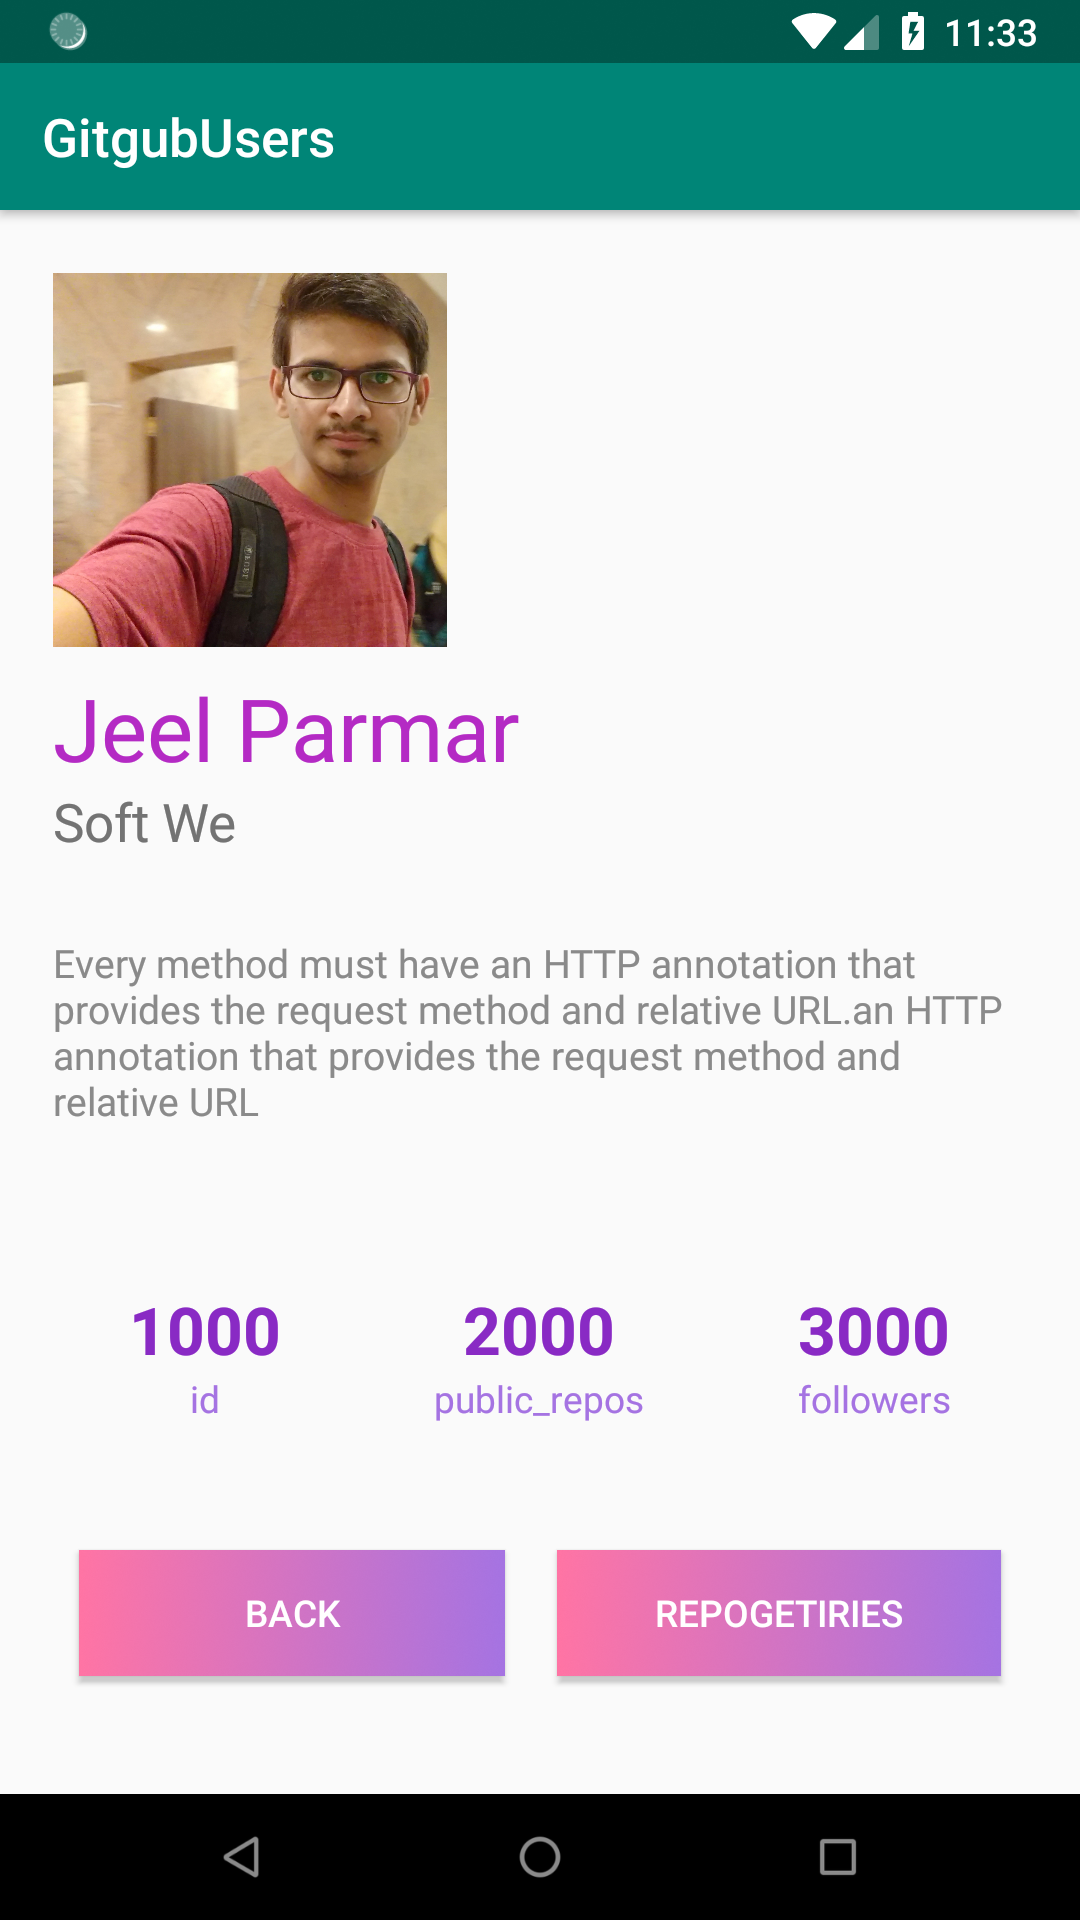 11:33
GitgubUsers
Jeel Parmar
Soft We
Every method must have an HTTP annotation that
provides the request method and relative URL.an HTTP
annotation that provides the request method and
relative URL
1000 2000 3000
id public_repos followers
BACK REPOGETIRIES